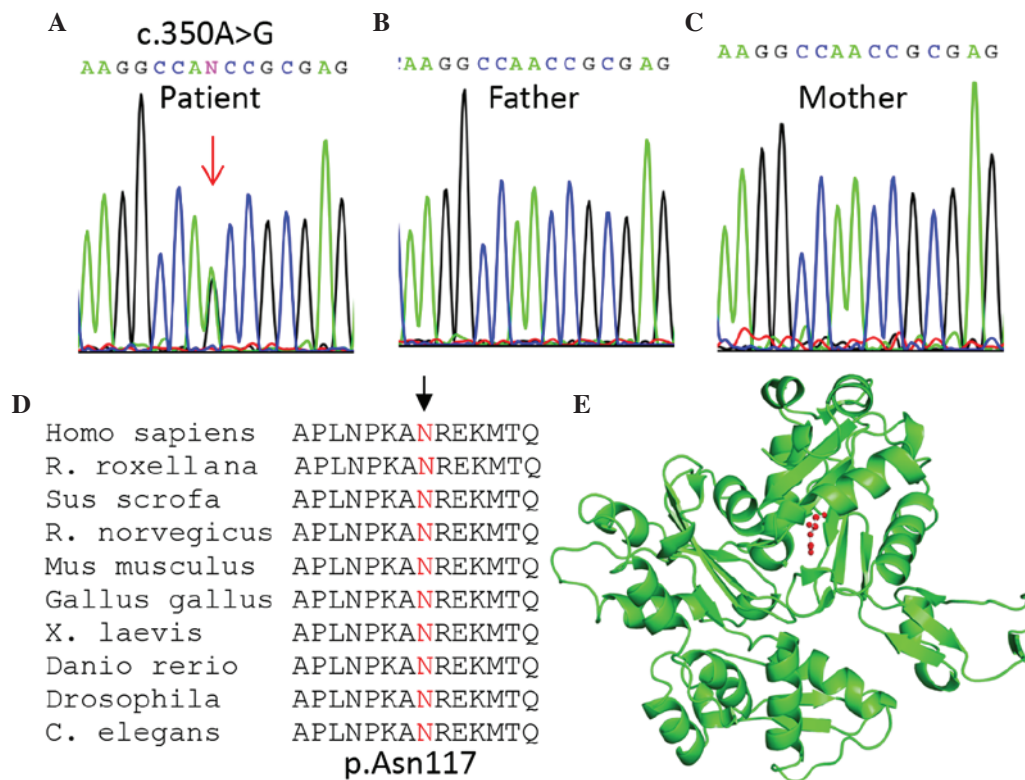 A
c.350A>G
AAGGCCANCCGCGAG
Patient
B
AAGGCCAACCGCGAG
Father
C
AAGGCCAACCGCGAG
Mother
D
Homo sapiens APLNPKANREKMTQ
R. roxellana APLNPKANREKMTQ
Sus scrofa APLNPKANREKMTQ
R. norvegicus APLNPKANREKMTQ
Mus musculus APLNPKANREKMTQ
Gallus gallus APLNPKANREKMTQ
X. laevis APLNPKANREKMTQ
Danio rerio APLNPKANREKMTQ
Drosophila APLNPKANREKMTQ
C. elegans APLNPKANREKMTQ
p.Asn117
E